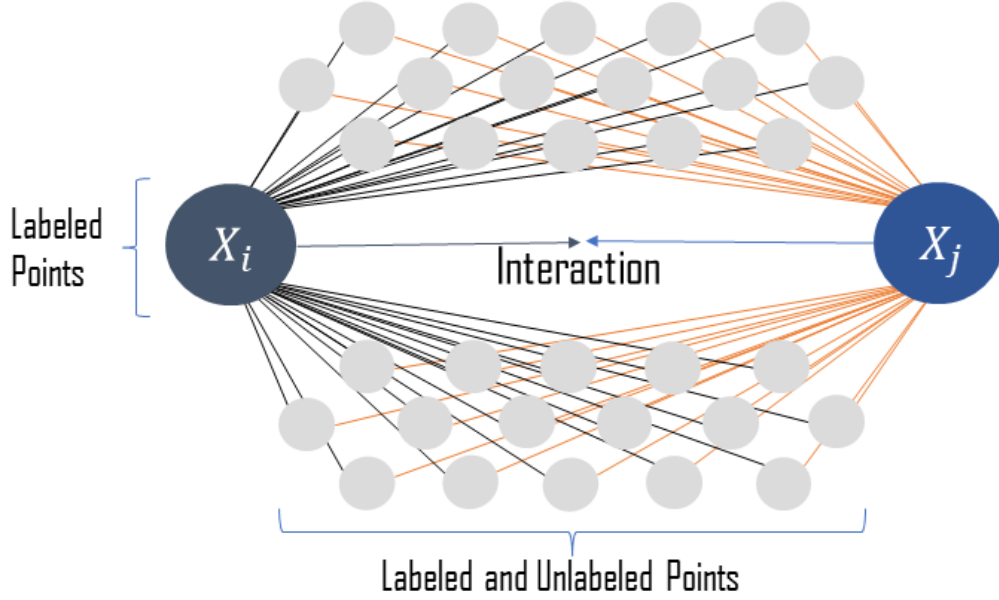 Labeled
Points
X_i
Interaction
X_j
Labeled and Unlabeled Points